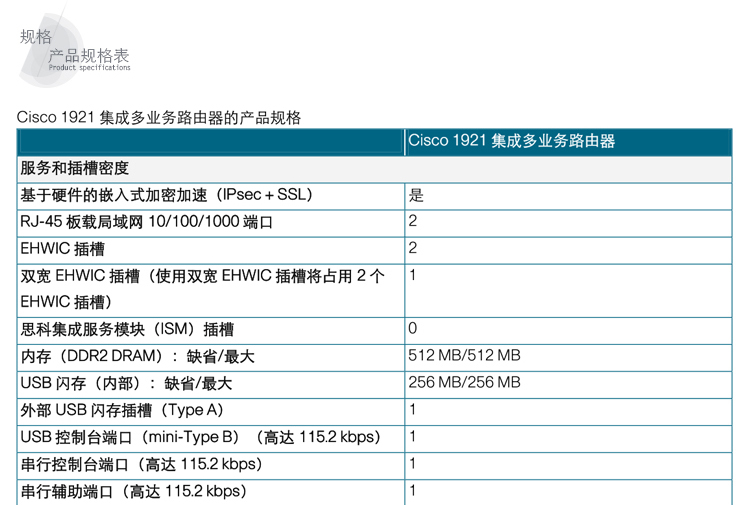 规格
产品规格表
Product specifications
Cisco 1921 集成多业务路由器的产品规格
Cisco 1921 集成多业务路由器
服务和插槽密度
基于硬件的嵌入式加密加速（IPsec + SSL） 是
RJ-45 板载局域网 10/100/1000 端口 2
EHWIC 插槽 2
双宽 EHWIC 插槽（使用双宽 EHWIC 插槽将占用 2 个 1
EHWIC 插槽）
思科集成服务模块（ISM）插槽 0
内存（DDR2 DRAM）：缺省/最大 512 MB/512 MB
USB 闪存（内部）：缺省/最大 256 MB/256 MB
外部 USB 闪存插槽（Type A） 1
USB 控制台端口（mini-Type B）（高达 115.2 kbps） 1
串行控制台端口（高达 115.2 kbps） 1
串行辅助端口（高达 115.2 kbps） 1